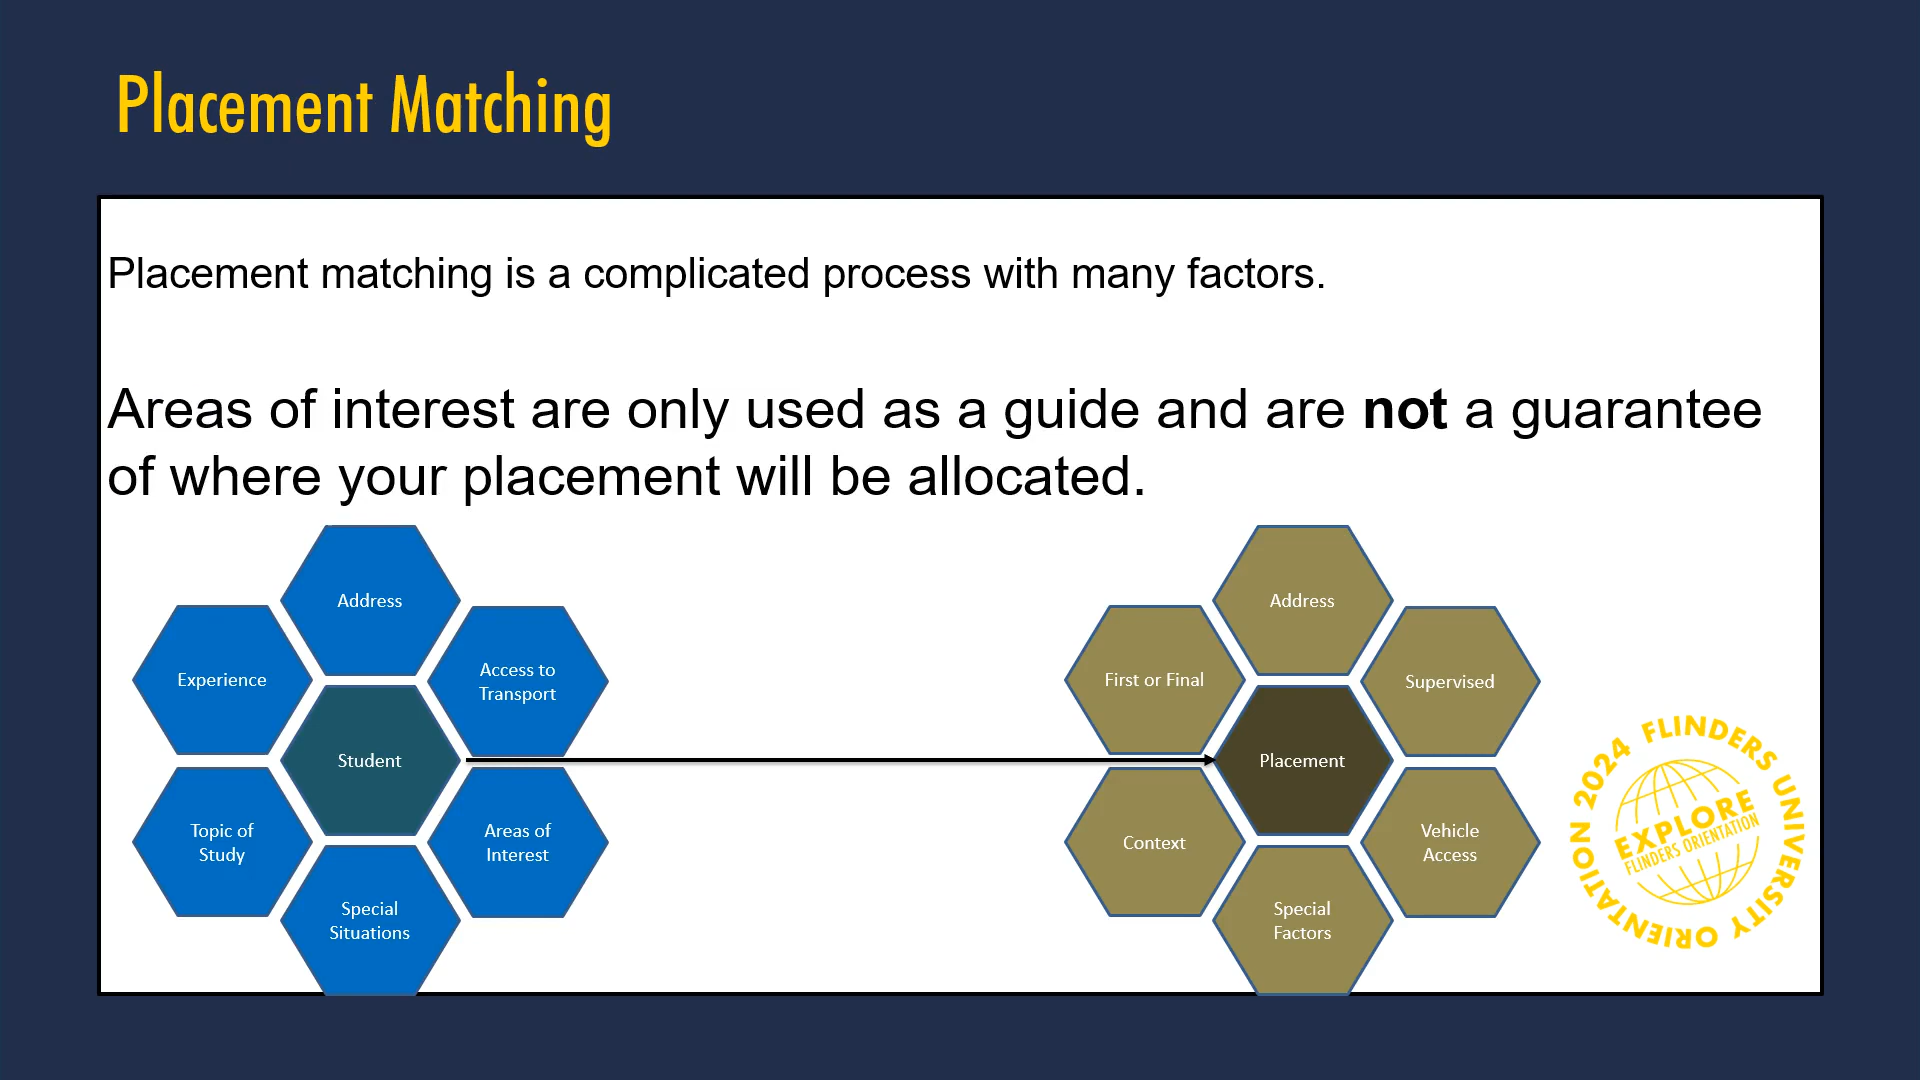 Placement Matching
Placement matching is a complicated process with many factors.
Areas of interest are only used as a guide and are not a guarantee
of where your placement will be allocated.
Address
Experience
Access to
Transport
Student
Topic of
Study
Areas of
Interest
Special
Situations
Address
First or Final
Supervised
Placement
Context
Vehicle
Access
Special
Factors
FLINDERS UNIVERSITY ORIENTATION 2024
EXPLORE
FLINDERS ORIENTATION